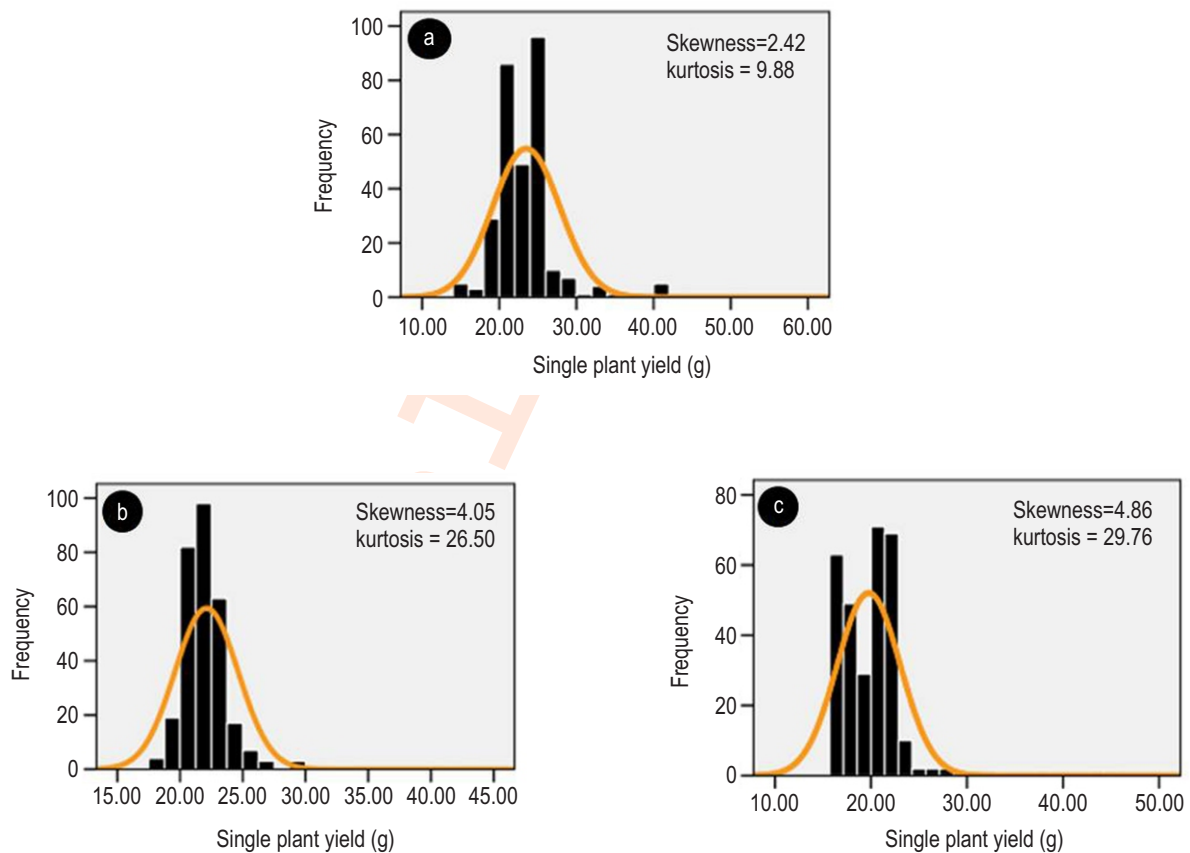 a
Skewness=2.42
kurtosis = 9.88
100
80
60
40
20
0
Frequency
10.00 20.00 30.00 40.00 50.00 60.00
Single plant yield (g)
b
Skewness=4.05
kurtosis = 26.50
100
80
60
40
20
0
Frequency
15.00 20.00 25.00 30.00 35.00 40.00 45.00
Single plant yield (g)
c
Skewness=4.86
kurtosis = 29.76
80
60
40
20
0
Frequency
10.00 20.00 30.00 40.00 50.00
Single plant yield (g)